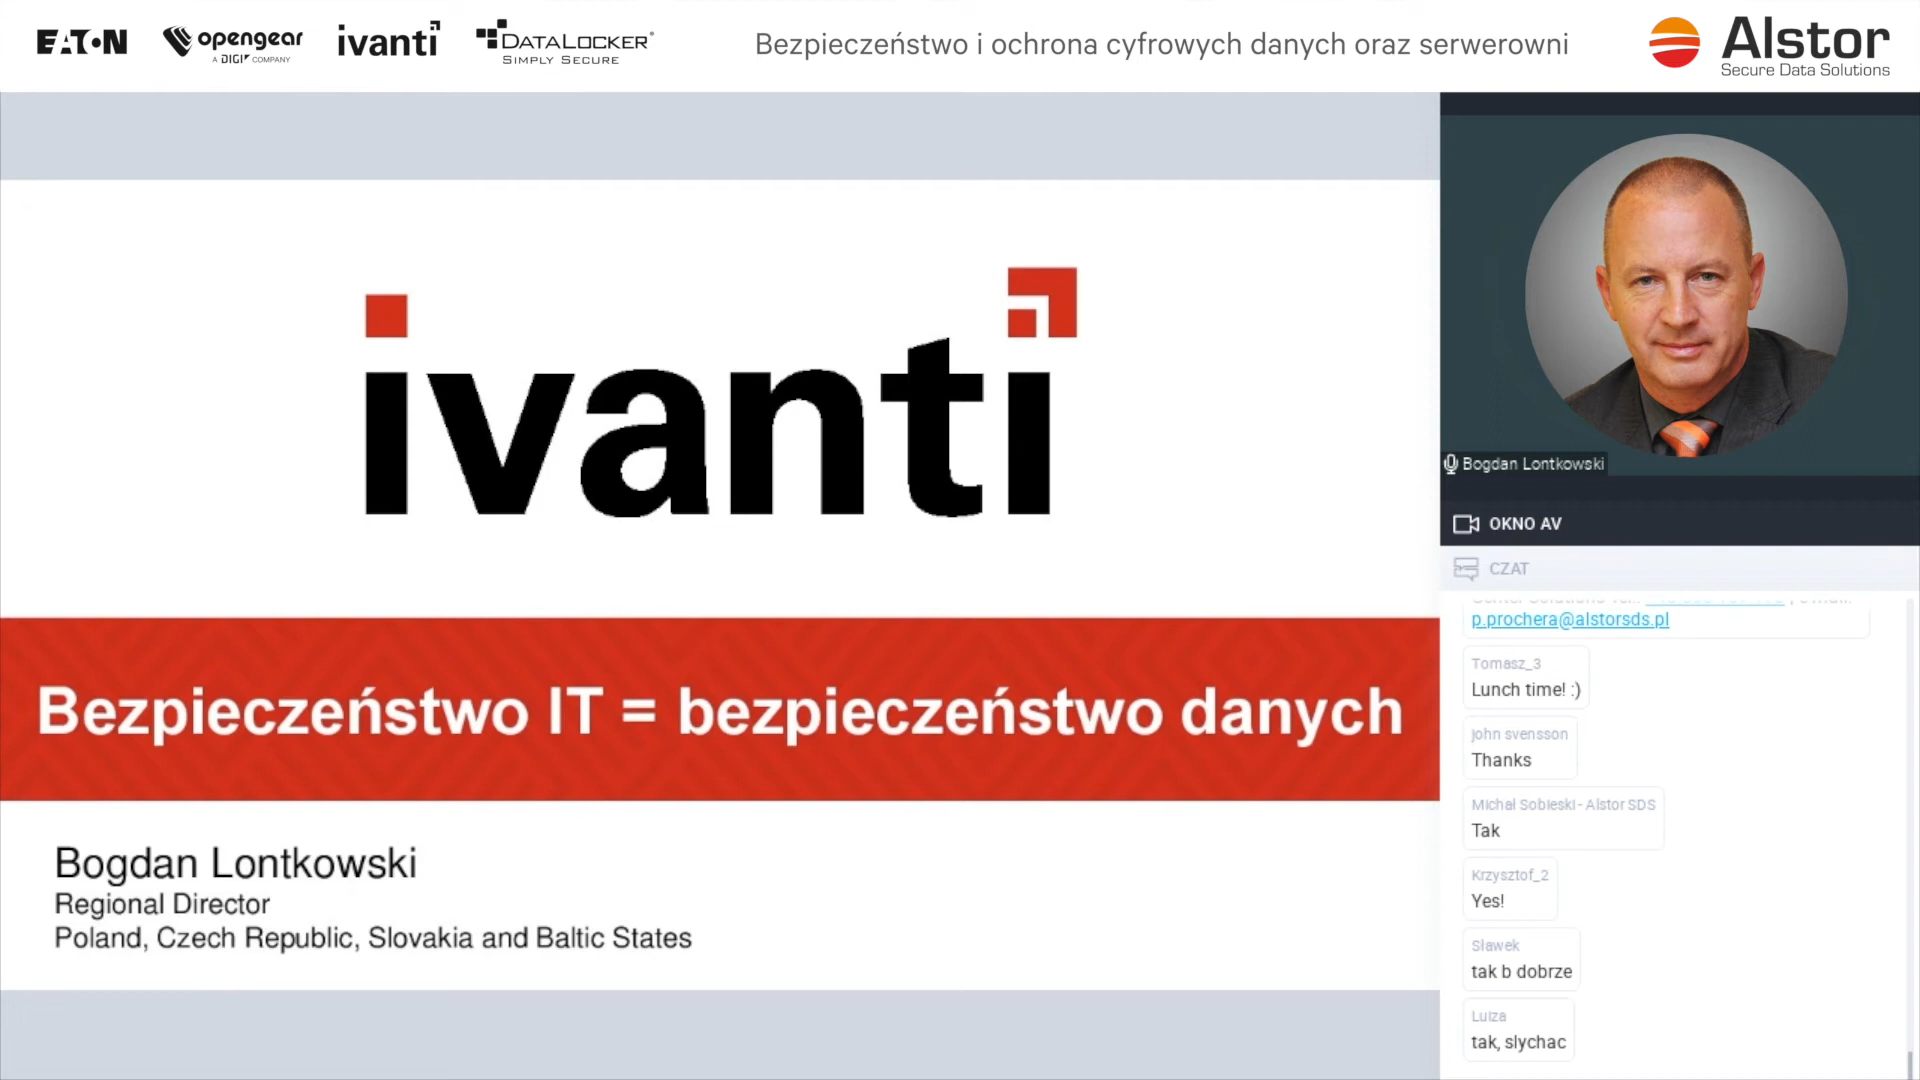 EATON
opengear
A DIGI COMPANY
ivanti
DATALOCKER
SIMPLY SECURE
Bezpieczeństwo i ochrona cyfrowych danych oraz serwerowni
Alstor
Secure Data Solutions
ivanti
Bezpieczeństwo IT = bezpieczeństwo danych
Bogdan Lontkowski
Regional Director
Poland, Czech Republic, Slovakia and Baltic States
Bogdan Lontkowski
OKNO AV
CZAT
p.prochera@alstorsds.pl
Tomasz_3
Lunch time! :)
john svensson
Thanks
Michał Sobieski - Alstor SDS
Tak
Krzysztof_2
Yes!
Sławek
tak b dobrze
Luiza
tak, slychac